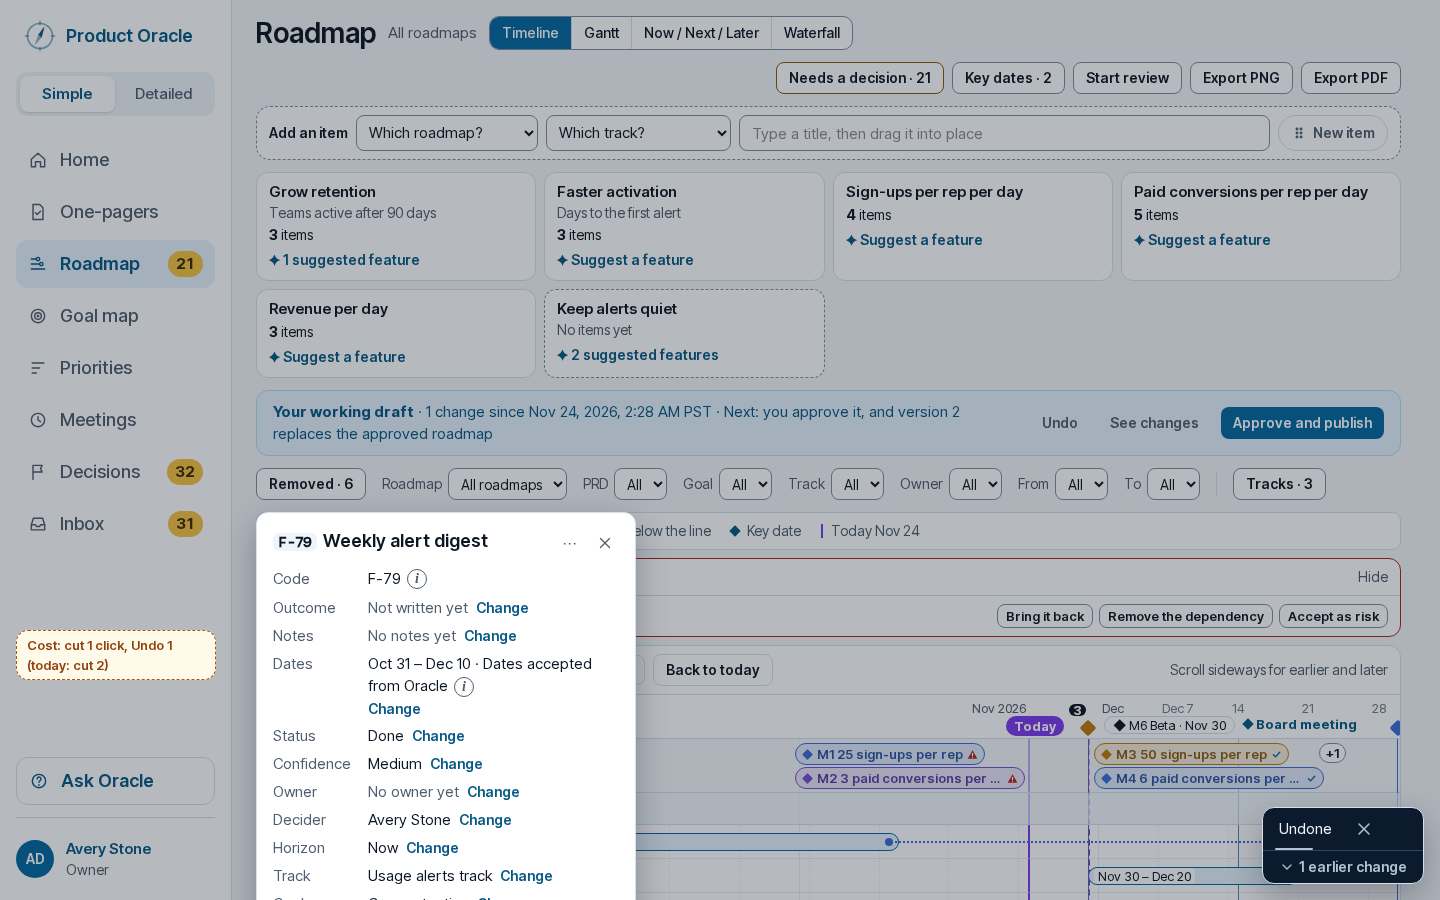 Product Oracle
Simple
Detailed
Home
One-pagers
Roadmap 21
Goal map
Priorities
Meetings
Decisions 32
Inbox 31
Cost: cut 1 click, Undo 1
(today: cut 2)
Ask Oracle
AD
Avery Stone
Owner
Roadmap All roadmaps Timeline Gantt Now / Next / Later Waterfall
Needs a decision · 21 Key dates · 2 Start review Export PNG Export PDF
Add an item Which roadmap? Which track? Type a title, then drag it into place New item
Grow retention
Teams active after 90 days
3 items
1 suggested feature
Faster activation
Days to the first alert
3 items
Suggest a feature
Sign-ups per rep per day
4 items
Suggest a feature
Paid conversions per rep per day
5 items
Suggest a feature
Revenue per day
3 items
Suggest a feature
Keep alerts quiet
No items yet
2 suggested features
Your working draft · 1 change since Nov 24, 2026, 2:28 AM PST · Next: you approve it, and version 2
replaces the approved roadmap
Undo See changes Approve and publish
Removed · 6 Roadmap All roadmaps PRD All Goal All Track All Owner All From All To All Tracks · 3
elow the line Key date Today Nov 24
Hide
Bring it back Remove the dependency Accept as risk
Back to today Scroll sideways for earlier and later
Nov 2026 3 Dec Dec 7 14 21 28
Today M6 Beta · Nov 30 Board meeting
M1 25 sign-ups per rep M3 50 sign-ups per rep +1
M2 3 paid conversions per ... M4 6 paid conversions per ...
Nov 30 – Dec 20
F-79 Weekly alert digest
Code F-79 i
Outcome Not written yet Change
Notes No notes yet Change
Dates Oct 31 – Dec 10 · Dates accepted
from Oracle i
Change
Status Done Change
Confidence Medium Change
Owner No owner yet Change
Decider Avery Stone Change
Horizon Now Change
Track Usage alerts track Change
Undone
1 earlier change